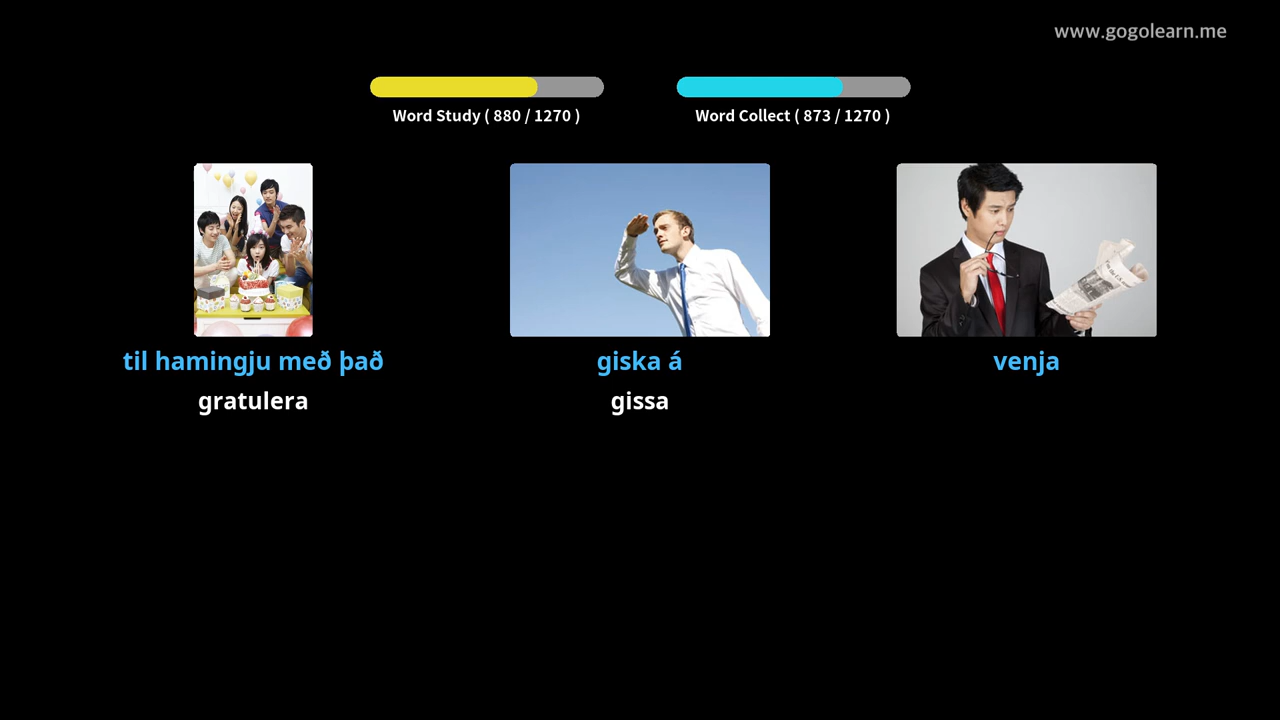 www.gogolearn.me
Word Study ( 880 / 1270 )
Word Collect ( 873 / 1270 )
til hamingju með það
giska á
venja
gratulera
gissa